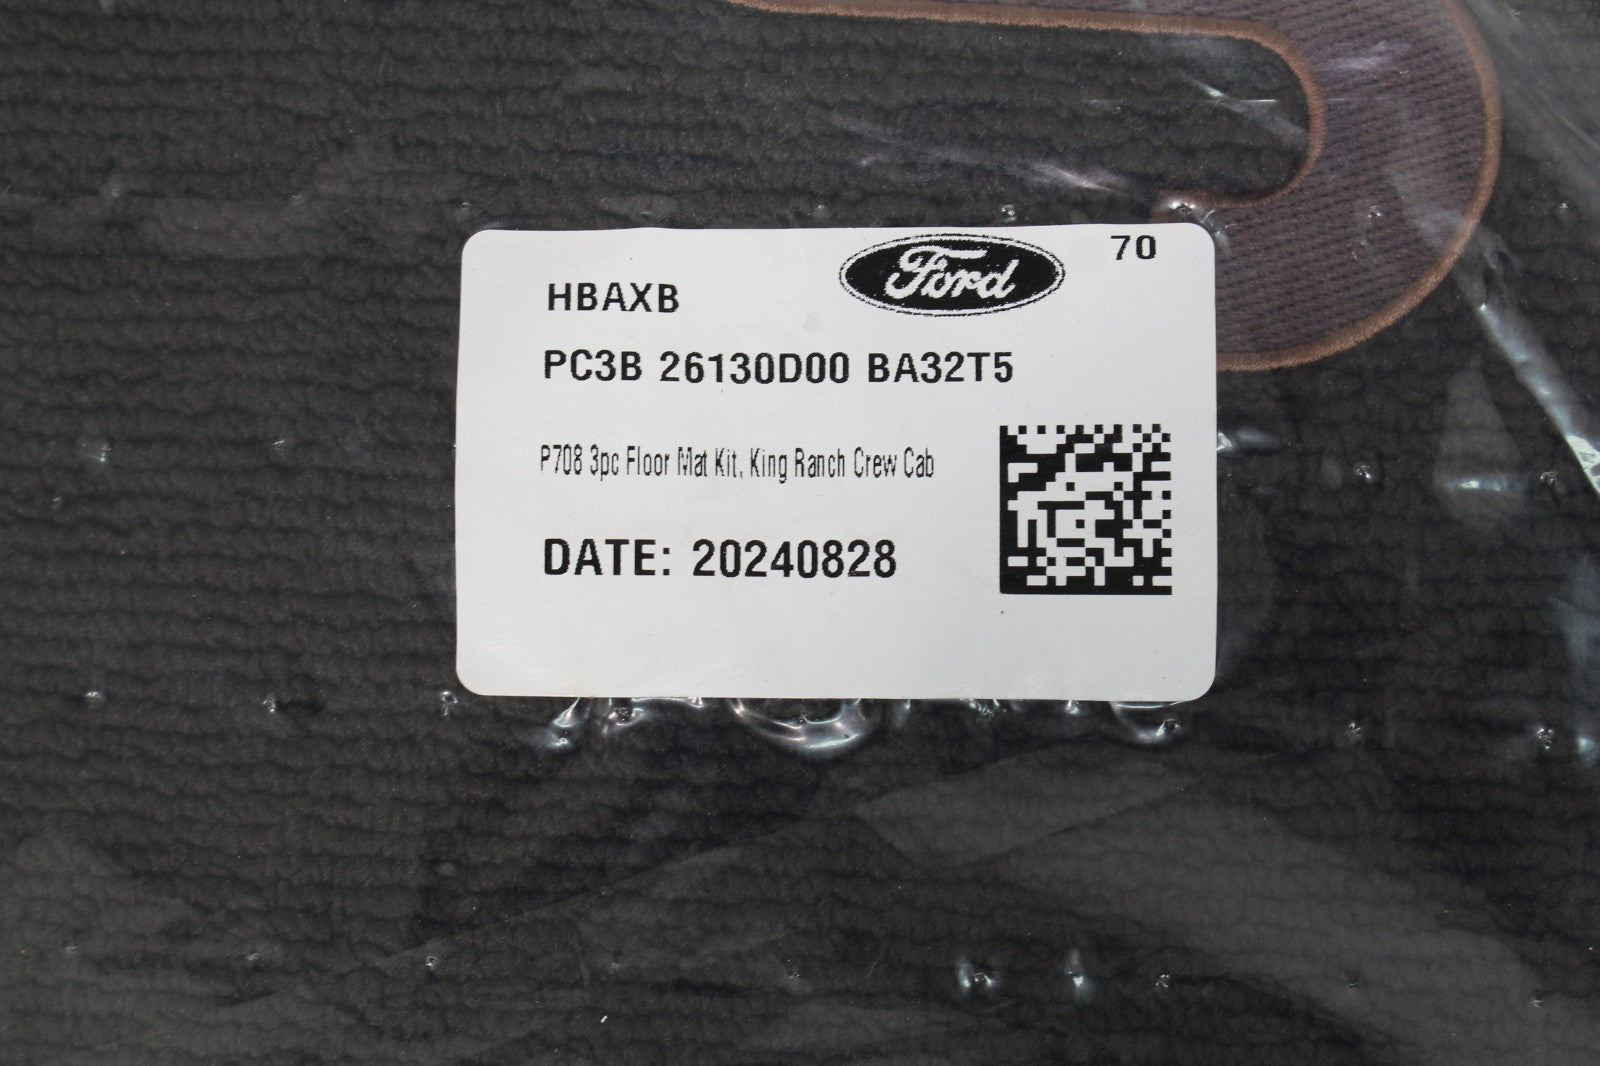 Ford
70
HBAXB
PC3B 26130D00 BA32T5
P708 3pc Floor Mat Kit, King Ranch Crew Cab
DATE: 20240828